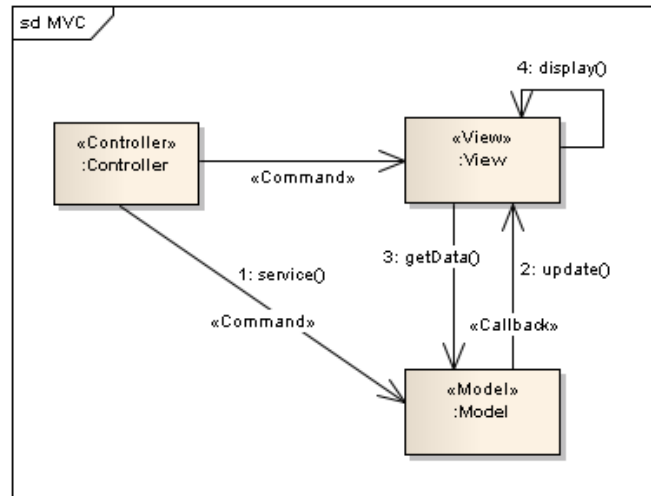 sd MVC
4: display()
«Controller»
:Controller
«View»
:View
«Command»
3: getData()
2: update()
1: service()
«Command»
«Callback»
«Model»
:Model